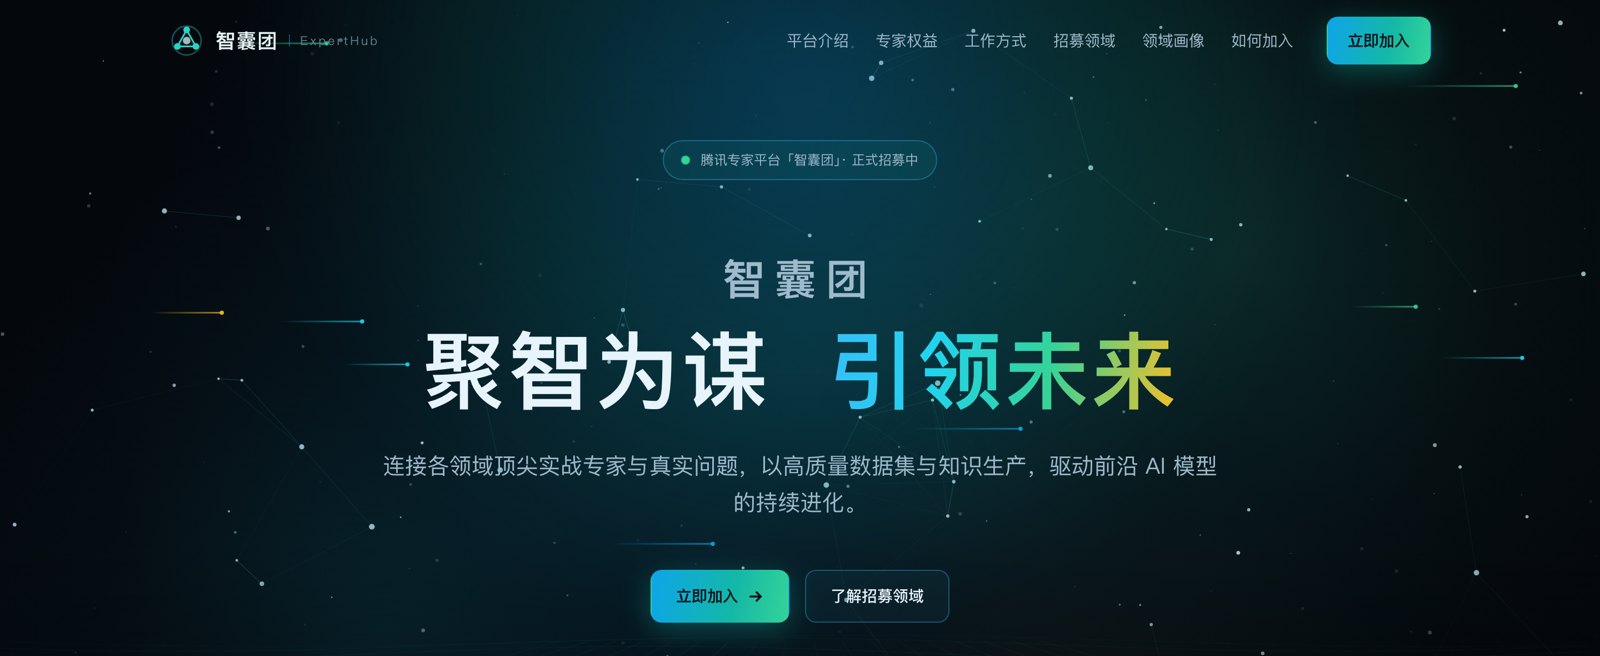 智囊团 | ExpertHub
平台介绍 专家权益 工作方式 招募领域 领域画像 如何加入 立即加入
腾讯专家平台「智囊团」· 正式招募中
智囊团
聚智为谋 引领未来
连接各领域顶尖实战专家与真实问题，以高质量数据集与知识生产，驱动前沿 AI 模型
的持续进化。
立即加入 →
了解招募领域